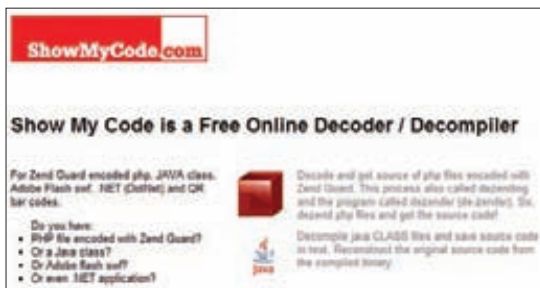 ShowMyCode.com
Show My Code is a Free Online Decoder / Decompiler
For Zend Guard encoded php, JAVA class,
Adobe Flash swf, .NET (DotNet) and QR
bar codes.
Do you have:
PHP file encoded with Zend Guard?
Or a Java class?
Or Adobe flash swf?
Or even .NET application?
Decode and get source of php files encoded with
Zend Guard. This process also called dezending
and the program called dezender (de-zender). So,
dezend php files and get the source code!
Java
Decompile java CLASS files and save source code
in text. Reconstruct the original source code from
the compiled binary.